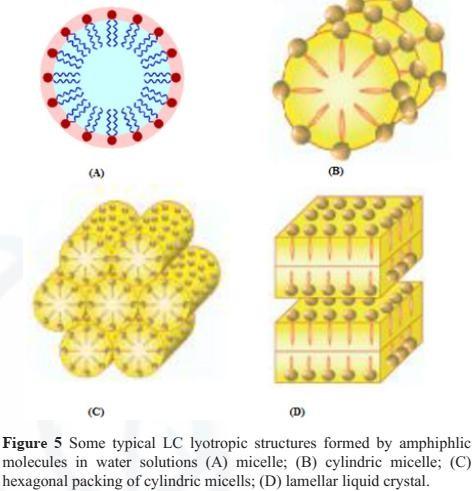 (A)
(B)
(C)
(D)
Figure 5 Some typical LC lyotropic structures formed by amphiphlic
molecules in water solutions (A) micelle; (B) cylindric micelle; (C)
hexagonal packing of cylindric micells; (D) lamellar liquid crystal.